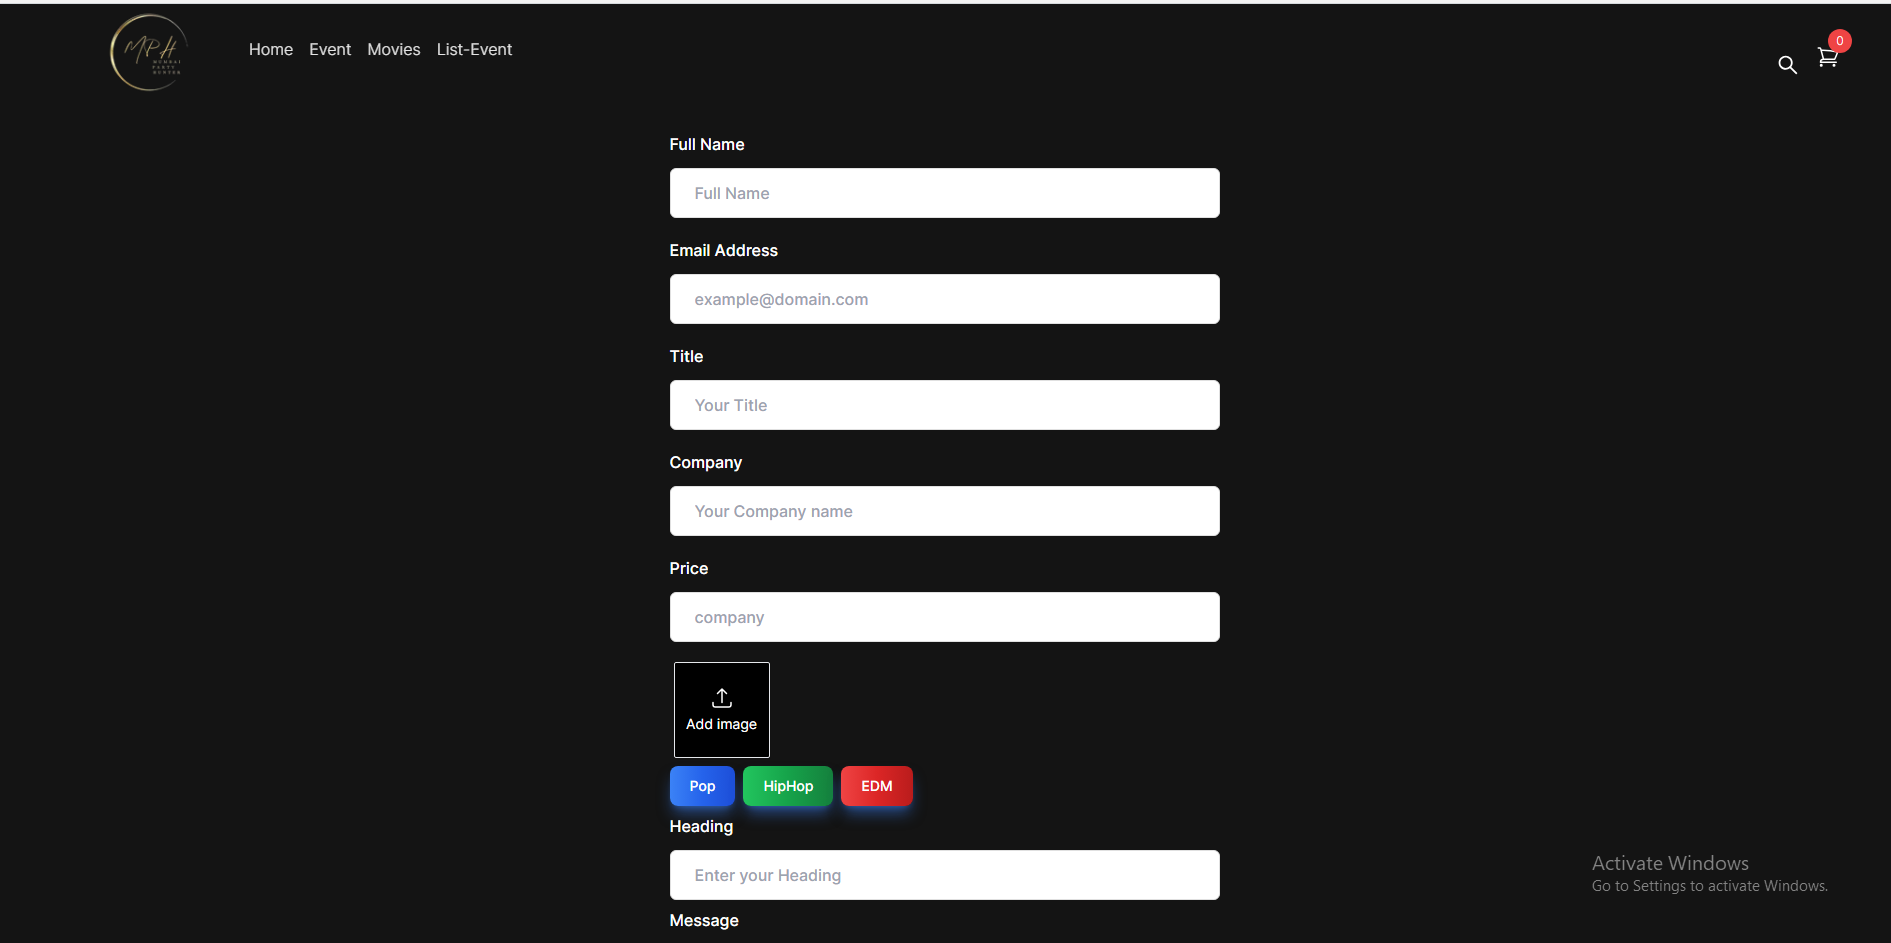 MPH
MUMBAI
PARTY
HUNTER
Home Event Movies List-Event
0
Full Name
Full Name
Email Address
example@domain.com
Title
Your Title
Company
Your Company name
Price
company
Add image
Pop HipHop EDM
Heading
Enter your Heading
Message
Activate Windows
Go to Settings to activate Windows.